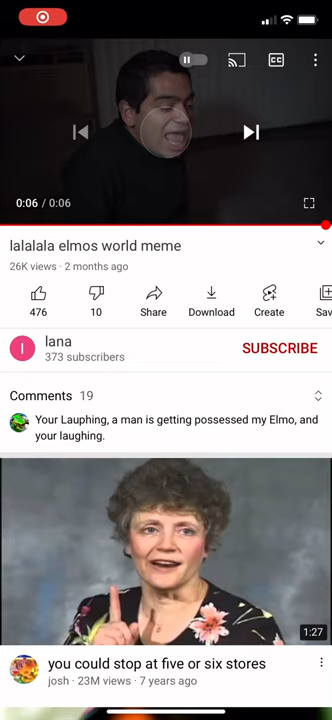 CC
0:06 / 0:06
lalalala elmos world meme
26K views · 2 months ago
476
10
Share
Download
Create
Sav
I
lana
373 subscribers
SUBSCRIBE
Comments 19
Your Lauphing, a man is getting possessed my Elmo, and
your laughing.
1:27
you could stop at five or six stores
josh · 23M views · 7 years ago